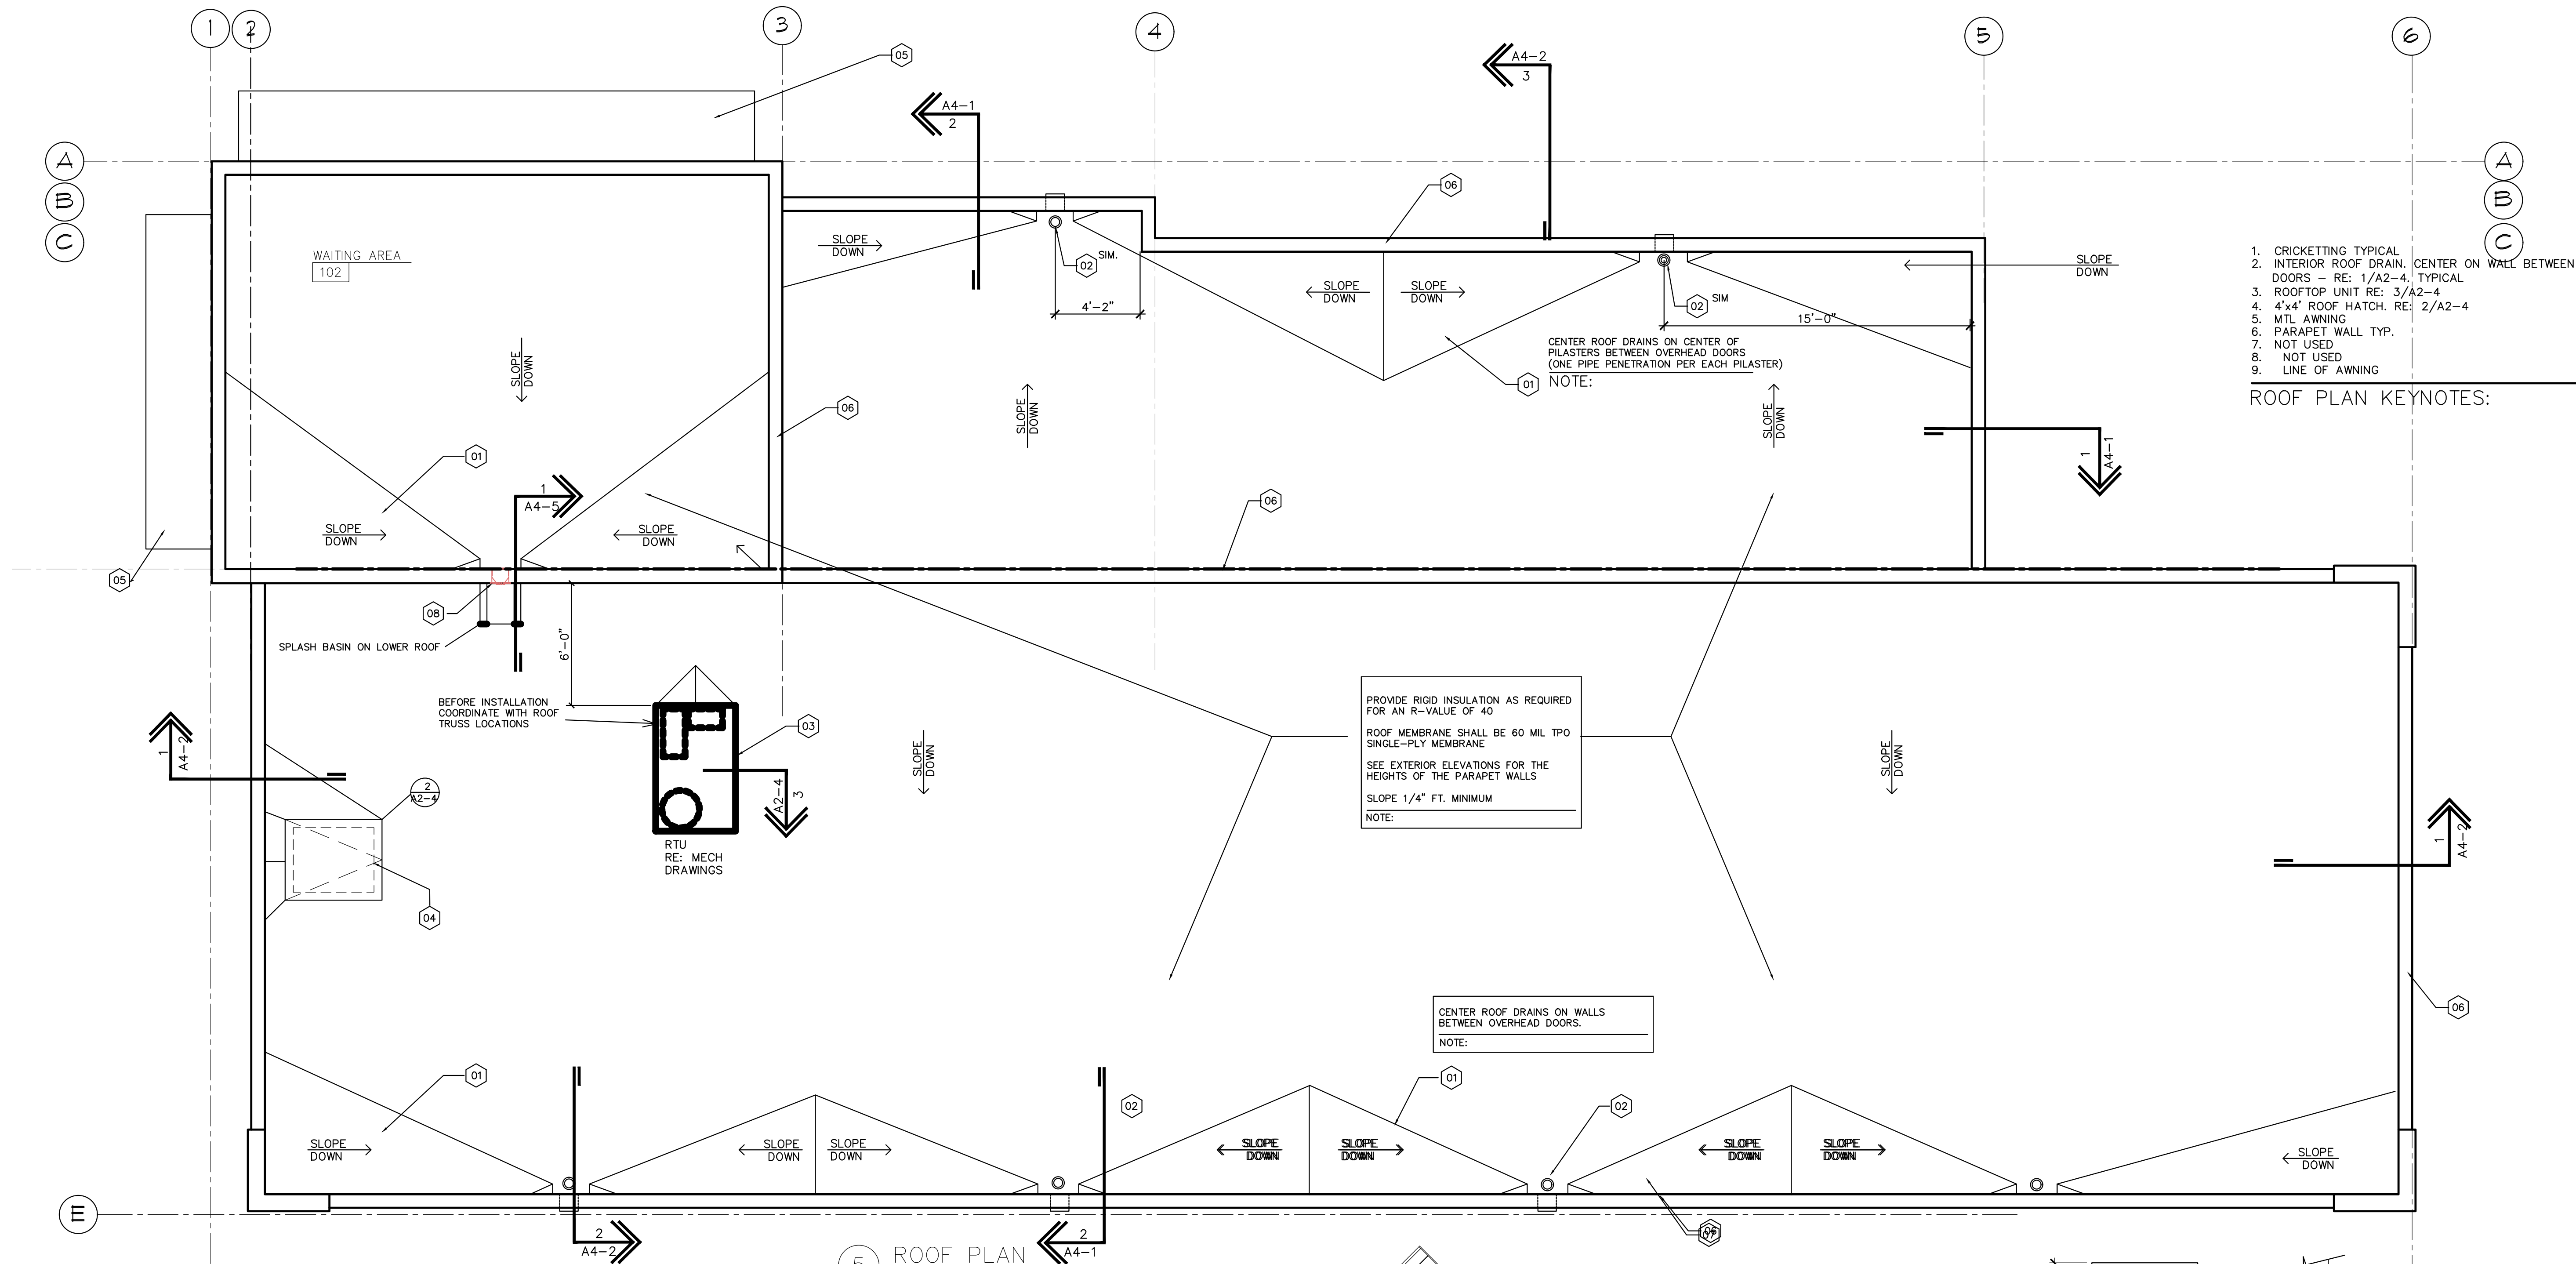 1 2 3 4 5 6
05
A4-2
3
A4-1
2
A A
B B
C C
06
WAITING AREA
102
SLOPE
DOWN
02 SIM.
4'-2"
SLOPE
DOWN
SLOPE
DOWN
02 SIM
15'-0"
SLOPE
DOWN
1. CRICKETTING TYPICAL
2. INTERIOR ROOF DRAIN. CENTER ON WALL BETWEEN
DOORS – RE: 1/A2-4. TYPICAL
3. ROOFTOP UNIT RE: 3/A2-4
4. 4'x4' ROOF HATCH. RE: 2/A2-4
5. MTL AWNING
6. PARAPET WALL TYP.
7. NOT USED
8. NOT USED
9. LINE OF AWNING
ROOF PLAN KEYNOTES:
CENTER ROOF DRAINS ON CENTER OF
PILASTERS BETWEEN OVERHEAD DOORS
(ONE PIPE PENETRATION PER EACH PILASTER)
NOTE:
01
SLOPE
DOWN
SLOPE
DOWN
SLOPE
DOWN
06
01
1
A4-5
1
A4-1
06
SLOPE
DOWN
SLOPE
DOWN
05
08
SPLASH BASIN ON LOWER ROOF
6'-0"
BEFORE INSTALLATION
COORDINATE WITH ROOF
TRUSS LOCATIONS
03
PROVIDE RIGID INSULATION AS REQUIRED
FOR AN R-VALUE OF 40
ROOF MEMBRANE SHALL BE 60 MIL TPO
SINGLE-PLY MEMBRANE
SEE EXTERIOR ELEVATIONS FOR THE
HEIGHTS OF THE PARAPET WALLS
SLOPE 1/4" FT. MINIMUM
NOTE:
1
A4-2
2
A2-4
A2-4
3
SLOPE
DOWN
SLOPE
DOWN
RTU
RE: MECH
DRAWINGS
1
A4-2
04
06
CENTER ROOF DRAINS ON WALLS
BETWEEN OVERHEAD DOORS.
NOTE:
01
02
01
02
SLOPE
DOWN
SLOPE
DOWN
SLOPE
DOWN
SLOPE
DOWN
SLOPE
DOWN
SLOPE
DOWN
SLOPE
DOWN
SLOPE
DOWN
E
2
A4-2
2
A4-1
5 ROOF PLAN